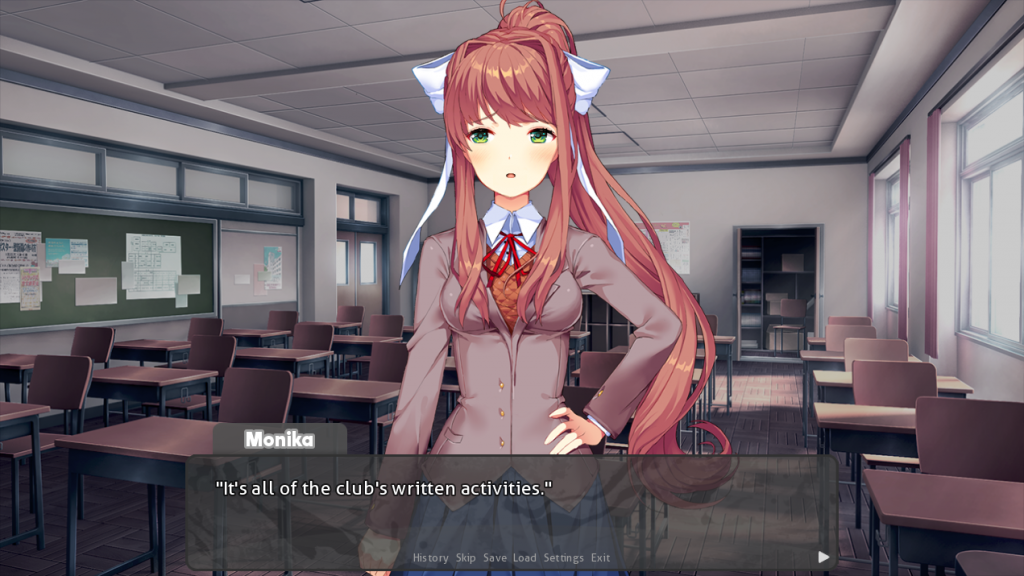 Monika
"It's all of the club's written activities."
History Skip Save Load Settings Exit